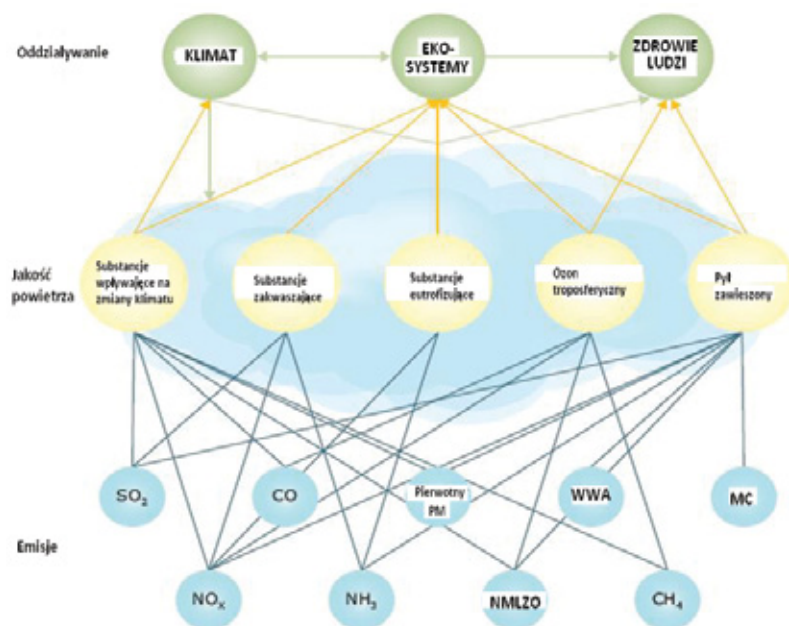 Oddziaływanie
KLIMAT
EKO-
SYSTEMY
ZDROWIE
LUDZI
Jakość
powietrza
Substancje
wpływające na
zmiany klimatu
Substancje
zakwaszające
Substancje
eutrofizujące
Ozon
troposferyczny
Pył
zawieszony
SO₂
CO
Pierwotny
PM
WWA
MC
Emisje
NOₓ
NH₃
NMLZO
CH₄